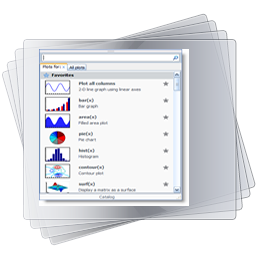 Plots for:
All plots
Favorites
Plot all columns
2-D line graph using linear axes
bar(x)
Bar graph
area(x)
Filled area plot
pie(x)
Pie chart
hist(x)
Histogram
contour(x)
Contour plot
surf(x)
Display a matrix as a surface
Catalog